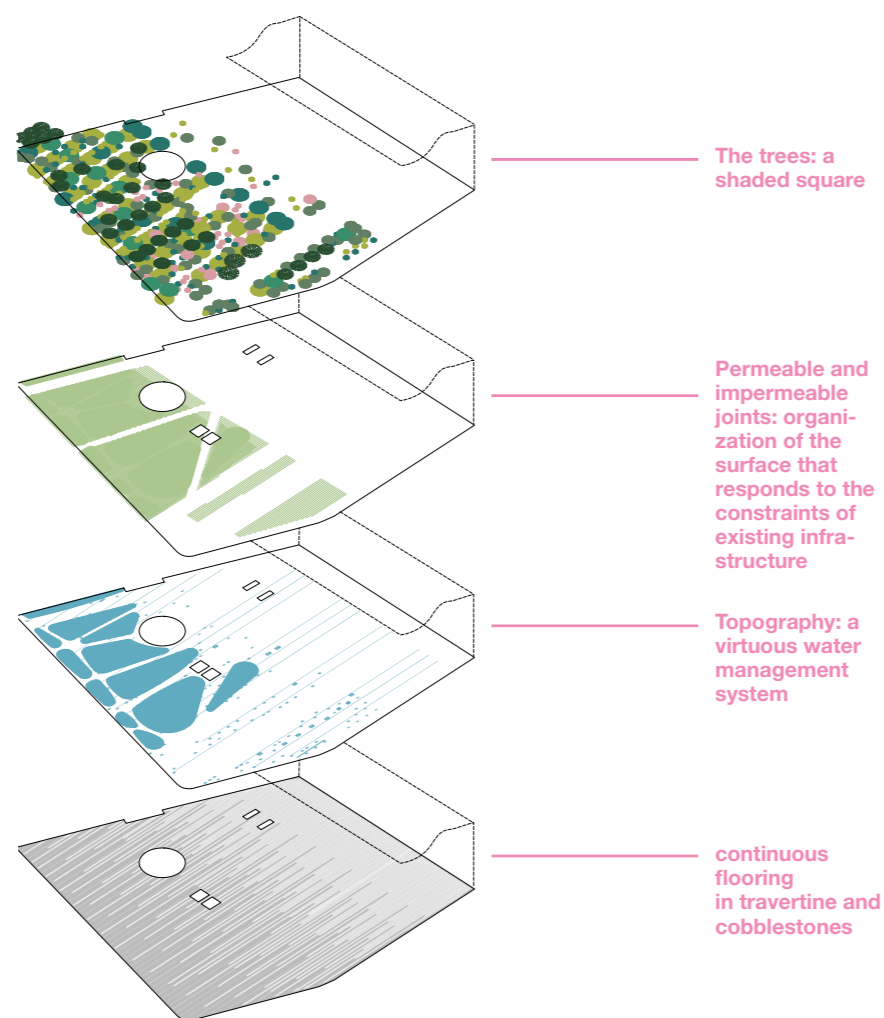 The trees: a
shaded square
Permeable and
impermeable
joints: organi-
zation of the
surface that
responds to the
constraints of
existing infra-
structure
Topography: a
virtuous water
management
system
continuous
flooring
in travertine and
cobblestones